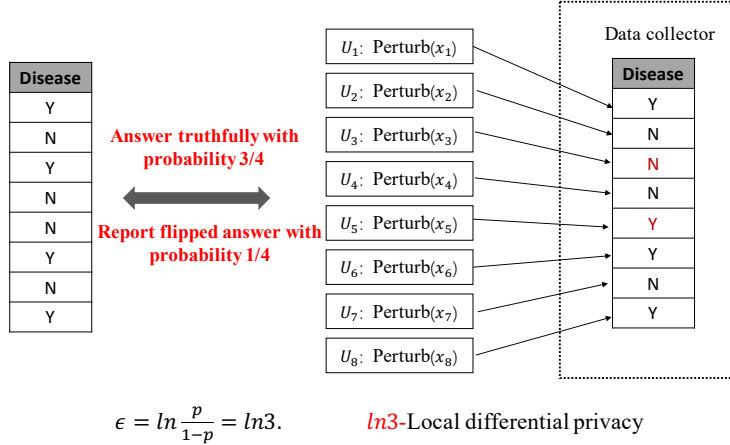 Disease
Y
N
Y
N
N
Y
N
Y
Answer truthfully with
probability 3/4
Report flipped answer with
probability 1/4
U₁: Perturb(x₁)
U₂: Perturb(x₂)
U₃: Perturb(x₃)
U₄: Perturb(x₄)
U₅: Perturb(x₅)
U₆: Perturb(x₆)
U₇: Perturb(x₇)
U₈: Perturb(x₈)
Data collector
Disease
Y
N
N
N
Y
Y
N
Y
ϵ = ln p/(1−p) = ln3.
ln3-Local differential privacy